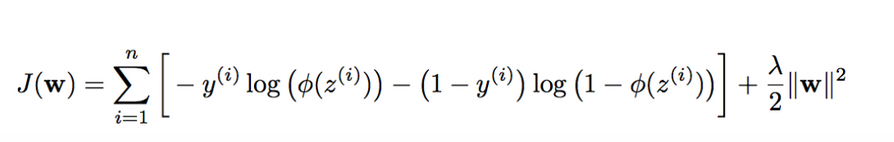 J(𝐰) = ∑_{i=1}^{n} [ − y^{(i)} log (ϕ(z^{(i)})) − (1 − y^{(i)}) log (1 − ϕ(z^{(i)})) ] + λ/2 ‖𝐰‖²